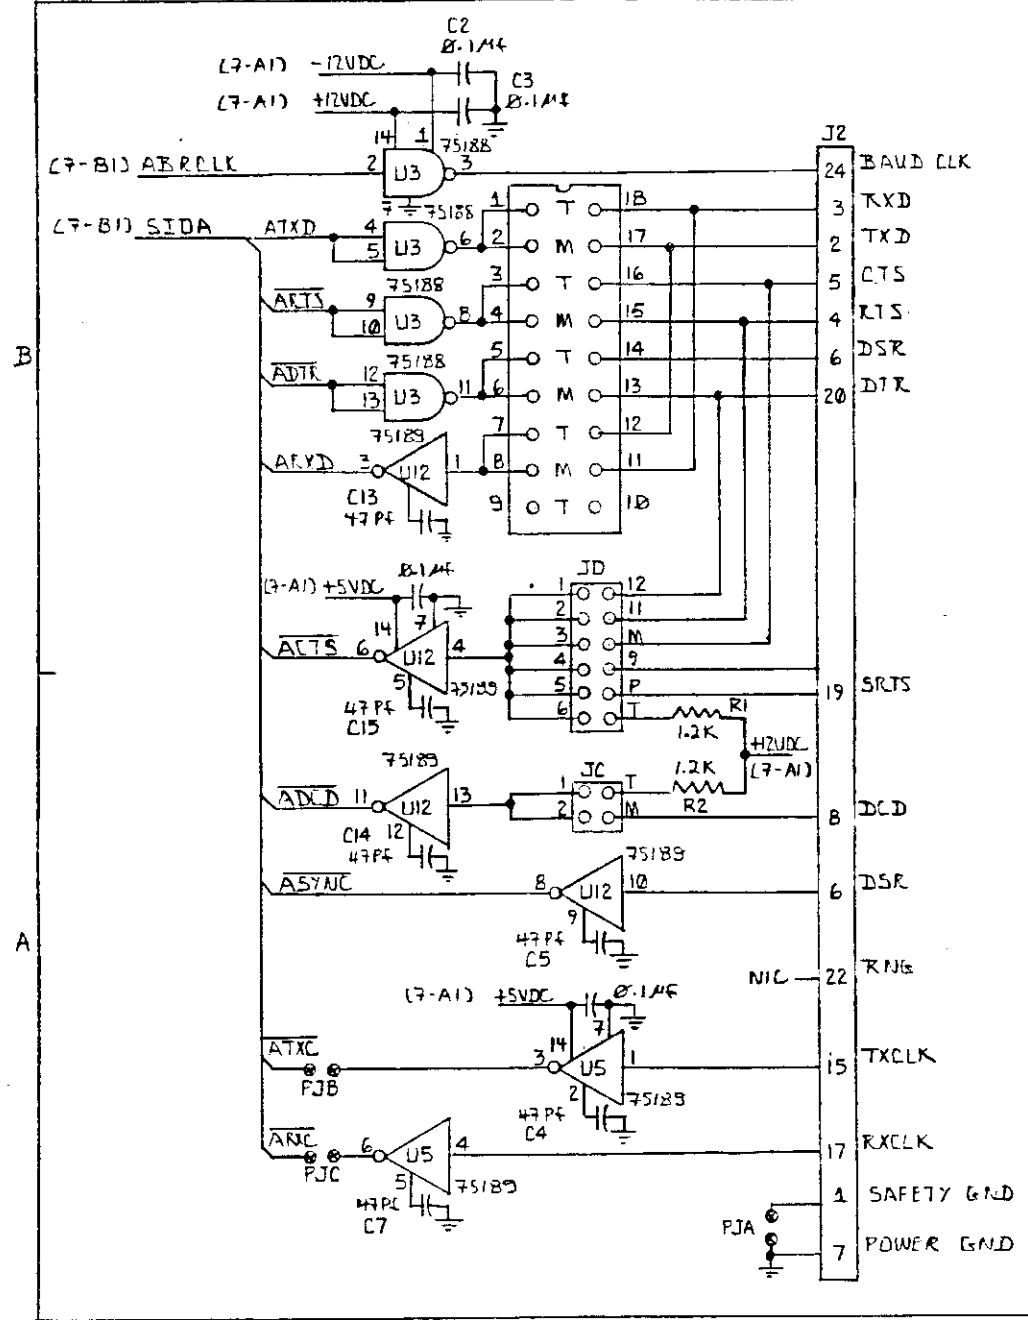 C2
0.1Mf
(7-A1) -12VDC
C3
(7-A1) +12VDC
0.1Mf
14 1 75188
J2
(7-B1) ABRCLK 2 U3 3 24 BAUD CLK
7 75188
1 T 18 3 RXD
(7-B1) SIOA ATXD 4 5 U3 6 2 M 17 2 TXD
75188
3 T 16 5 CTS
ARTS 9 10 U3 8 4 M 15 4 RTS
75188
5 T 14 6 DSR
B
ADTR 12 13 U3 11 6 M 13 20 DTR
75189
7 T 12
ARXD 3 U12 1 8 M 11
C13
47Pf
9 T 10
JD
(7-A1) +5VDC 0.1Mf
1 12
2 11
14 7
3 M
ACTS 6 U12 4
4 9
5 75189
5 P 19 SRTS
47Pf
C15
6 T R1
1.2K
+12VDC
(7-A1)
75189
JC
1.2K
1 T
R2
ADCD 11 U12 13
2 M 8 DCD
C14 12
47Pf
75189
ASYNC 8 U12 10 6 DSR
9
47Pf
C5
A
N/C 22 RNG
(7-A1) +5VDC 0.1Mf
14 7
ATXC 3 U5 1 15 TXCLK
PJB
2 75189
47Pf
C4
ARXC 6 U5 4 17 RXCLK
PJC
5 75189
47Pf
C7
1 SAFETY GND
PJA
7 POWER GND